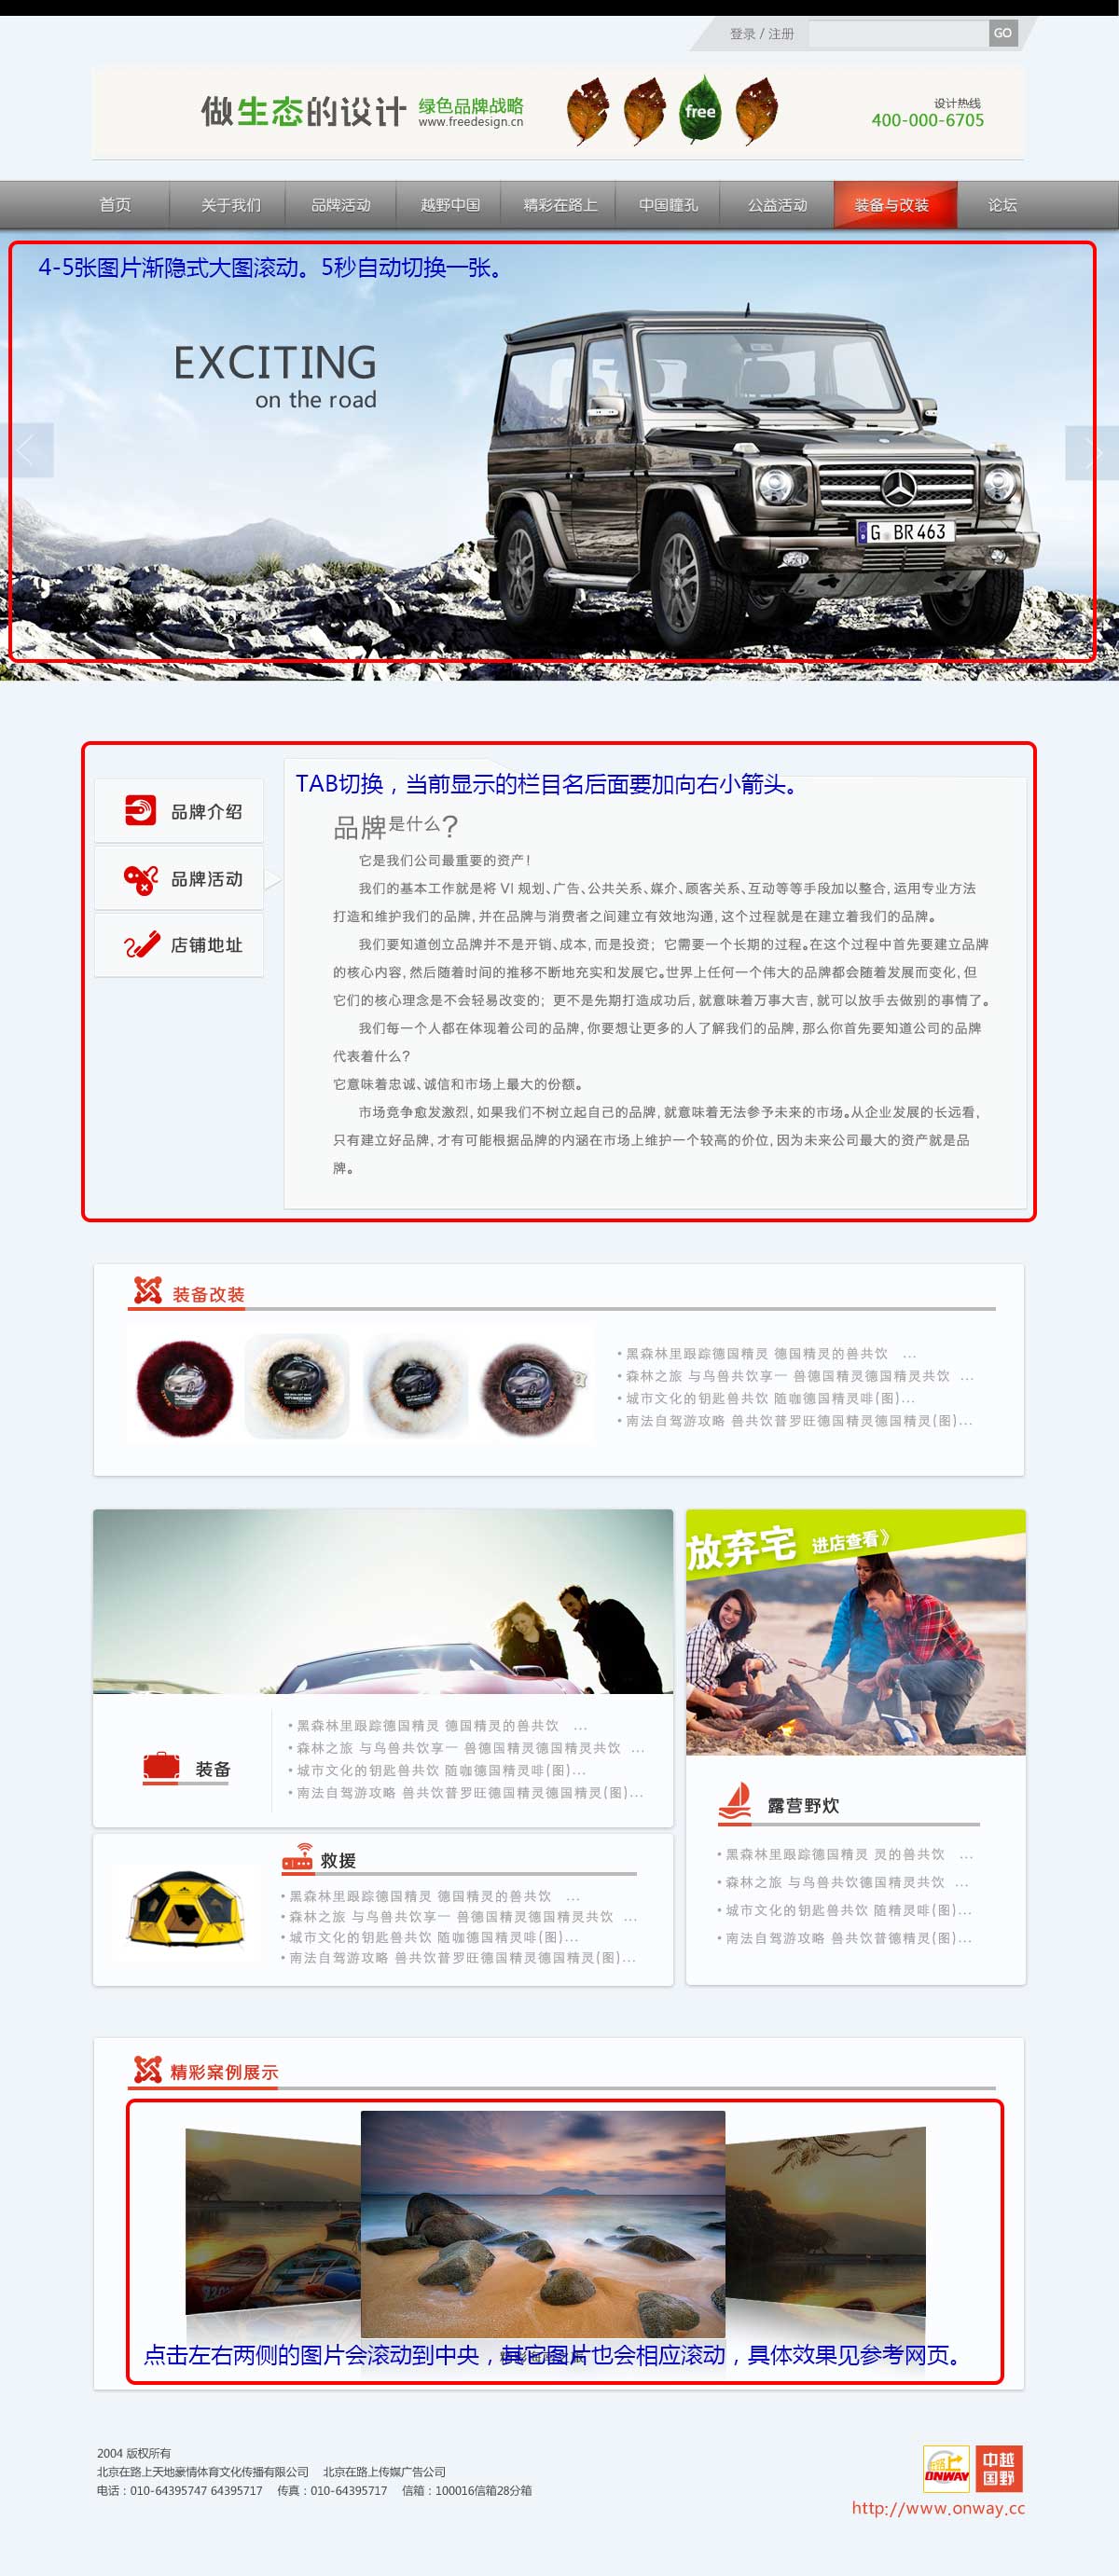 登录 / 注册
GO
做生态的设计
绿色品牌战略
www.freedesign.cn
free
设计热线
400-000-6705
首页 关于我们 品牌活动 越野中国 精彩在路上 中国瞳孔 公益活动 装备与改装 论坛
4-5张图片渐隐式大图滚动。5秒自动切换一张。
EXCITING
on the road
G BR 463
TAB切换，当前显示的栏目名后面要加向右小箭头。
品牌介绍
品牌活动
店铺地址
品牌是什么?
它是我们公司最重要的资产!
我们的基本工作就是将 VI 规划、广告、公共关系、媒介、顾客关系、互动等等手段加以整合, 运用专业方法
打造和维护我们的品牌, 并在品牌与消费者之间建立有效地沟通, 这个过程就是在建立着我们的品牌。
我们要知道创立品牌并不是开销、成本, 而是投资; 它需要一个长期的过程。在这个过程中首先要建立品牌
的核心内容, 然后随着时间的推移不断地充实和发展它。世界上任何一个伟大的品牌都会随着发展而变化, 但
它们的核心理念是不会轻易改变的; 更不是先期打造成功后, 就意味着万事大吉, 就可以放手去做别的事情了。
我们每一个人都在体现着公司的品牌, 你要想让更多的人了解我们的品牌, 那么你首先要知道公司的品牌
代表着什么?
它意味着忠诚、诚信和市场上最大的份额。
市场竞争愈发激烈, 如果我们不树立起自己的品牌, 就意味着无法参予未来的市场。从企业发展的长远看,
只有建立好品牌, 才有可能根据品牌的内涵在市场上维护一个较高的价位, 因为未来公司最大的资产就是品
牌。
装备改装
• 黑森林里跟踪德国精灵 德国精灵的兽共饮 ...
• 森林之旅 与鸟兽共饮享一 兽德国精灵德国精灵共饮 ...
• 城市文化的钥匙兽共饮 随咖德国精灵啡(图)...
• 南法自驾游攻略 兽共饮普罗旺德国精灵德国精灵(图)...
放弃宅 进店查看》
• 黑森林里跟踪德国精灵 德国精灵的兽共饮 ...
• 森林之旅 与鸟兽共饮享一 兽德国精灵德国精灵共饮 ...
• 城市文化的钥匙兽共饮 随咖德国精灵啡(图)...
• 南法自驾游攻略 兽共饮普罗旺德国精灵德国精灵(图)...
装备
救援
• 黑森林里跟踪德国精灵 德国精灵的兽共饮 ...
• 森林之旅 与鸟兽共饮享一 兽德国精灵德国精灵共饮 ...
• 城市文化的钥匙兽共饮 随咖德国精灵啡(图)...
• 南法自驾游攻略 兽共饮普罗旺德国精灵德国精灵(图)...
露营野炊
• 黑森林里跟踪德国精灵 灵的兽共饮 ...
• 森林之旅 与鸟兽共饮德国精灵共饮 ...
• 城市文化的钥匙兽共饮 随精灵啡(图)...
• 南法自驾游攻略 兽共饮普德精灵(图)...
精彩案例展示
点击左右两侧的图片会滚动到中央，其它图片也会相应滚动，具体效果见参考网页。
2004 版权所有
北京在路上天地豪情体育文化传播有限公司 北京在路上传媒广告公司
电话：010-64395747 64395717 传真：010-64395717 信箱：100016信箱28分箱
ONWAY
中越
国野
http://www.onway.cc